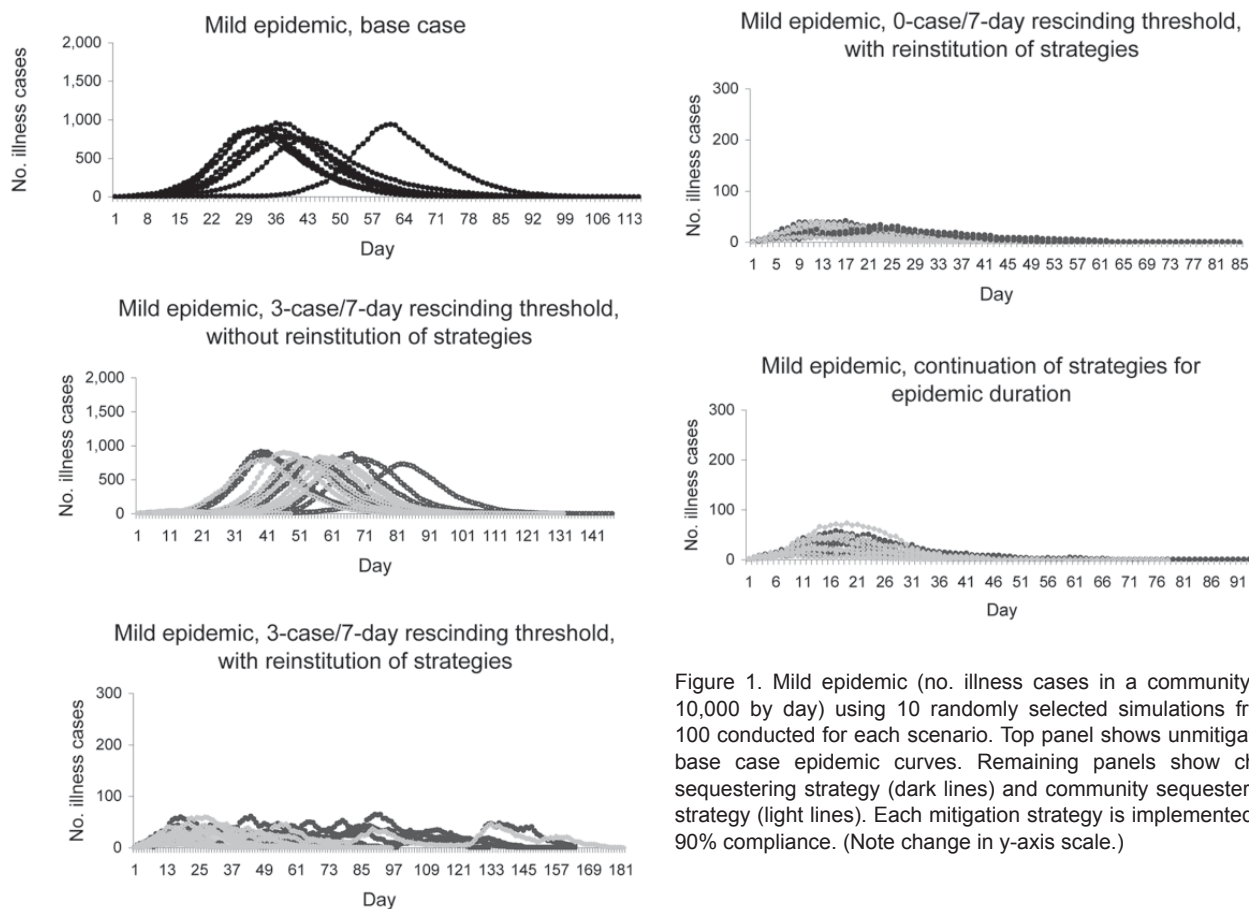 Mild epidemic, base case
2,000
1,500
1,000
500
0
No. illness cases
1 8 15 22 29 36 43 50 57 64 71 78 85 92 99 106 113
Day
Mild epidemic, 3-case/7-day rescinding threshold,
without reinstitution of strategies
2,000
1,500
1,000
500
0
No. illness cases
1 11 21 31 41 51 61 71 81 91 101 111 121 131 141
Day
Mild epidemic, 3-case/7-day rescinding threshold,
with reinstitution of strategies
300
200
100
0
No. illness cases
1 13 25 37 49 61 73 85 97 109 121 133 145 157 169 181
Day
Mild epidemic, 0-case/7-day rescinding threshold,
with reinstitution of strategies
300
200
100
0
No. illness cases
1 5 9 13 17 21 25 29 33 37 41 45 49 53 57 61 65 69 73 77 81 85
Day
Mild epidemic, continuation of strategies for
epidemic duration
300
200
100
0
No. illness cases
1 6 11 16 21 26 31 36 41 46 51 56 61 66 71 76 81 86 91
Day
Figure 1. Mild epidemic (no. illness cases in a community
10,000 by day) using 10 randomly selected simulations fr
100 conducted for each scenario. Top panel shows unmitiga
base case epidemic curves. Remaining panels show ch
sequestering strategy (dark lines) and community sequester
strategy (light lines). Each mitigation strategy is implemented
90% compliance. (Note change in y-axis scale.)